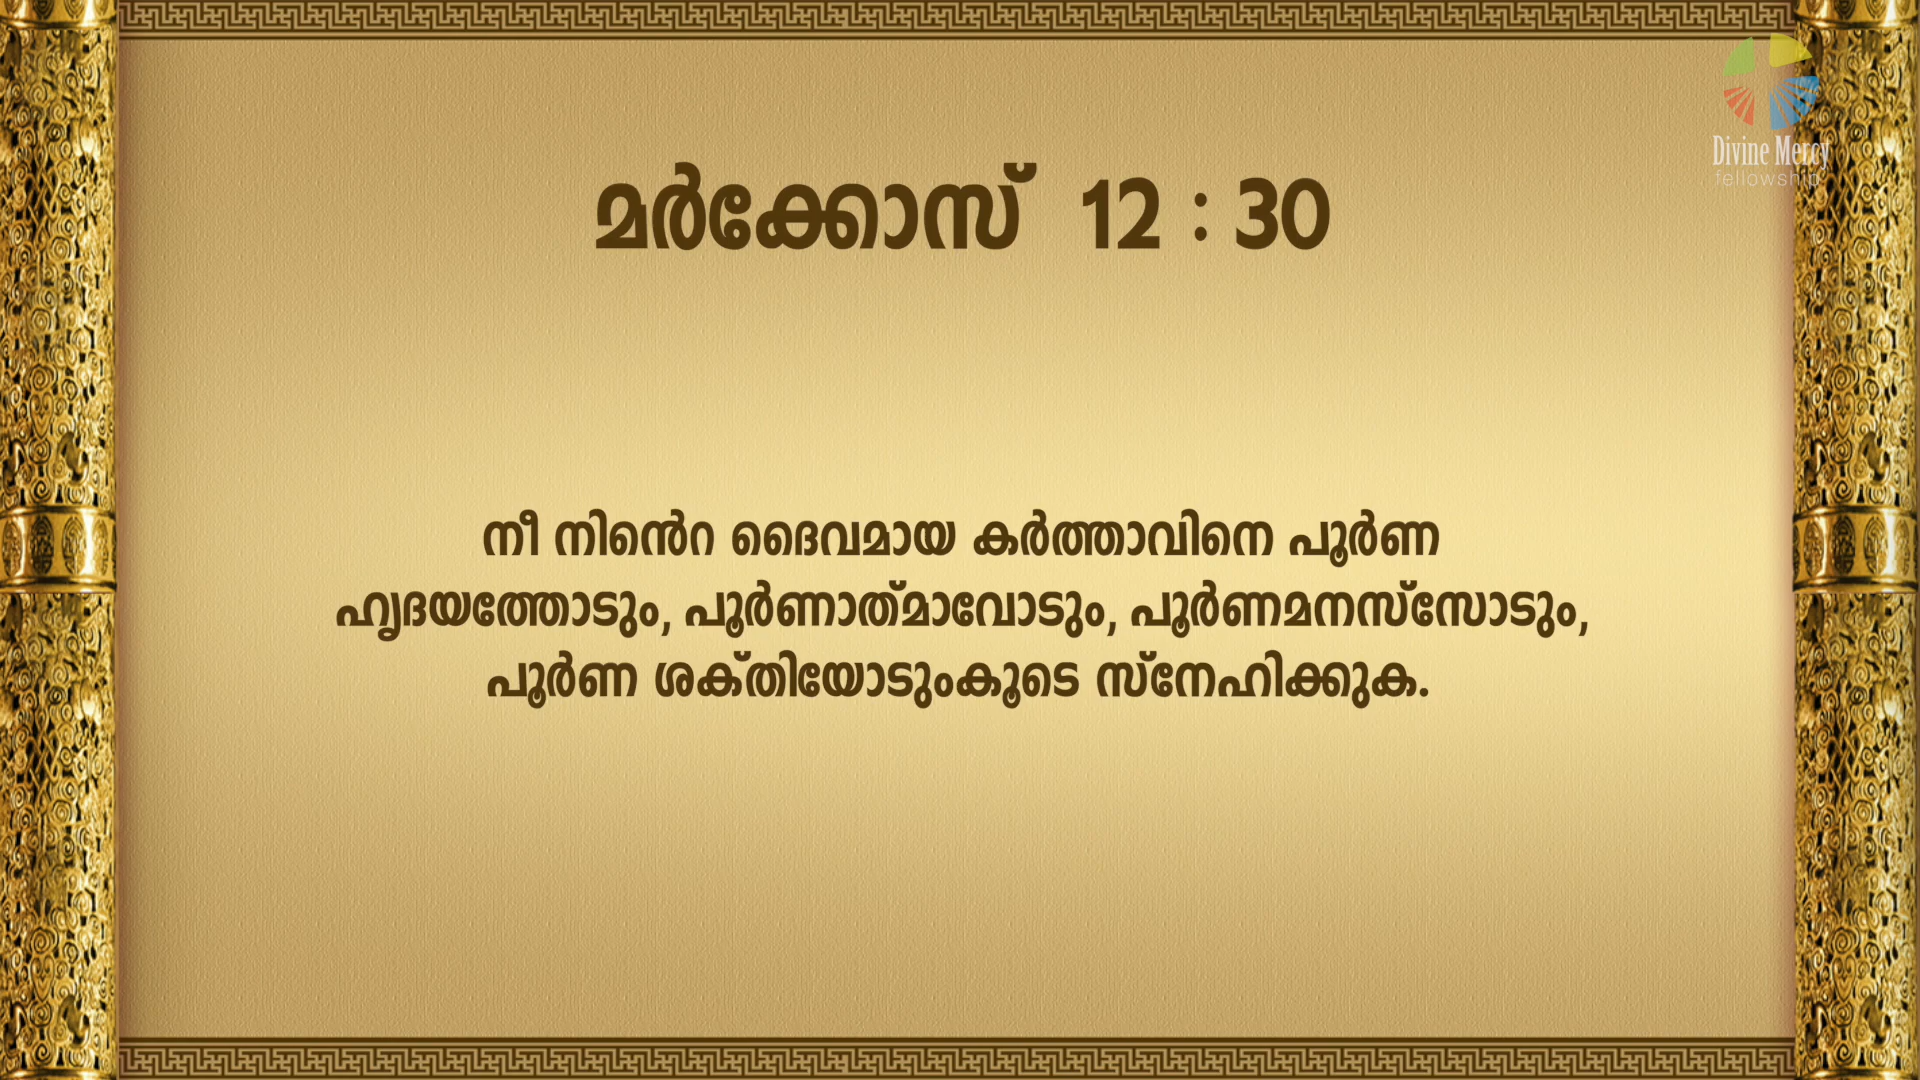 Divine Mercy
fellowship
മർക്കോസ് 12 : 30
നീ നിന്റെ ദൈവമായ കർത്താവിനെ പൂർണ
ഹൃദയത്തോടും, പൂർണാത്‌മാവോടും, പൂർണമനസ്‌സോടും,
പൂർണ ശക്‌തിയോടുംകൂടെ സ്‌നേഹിക്കുക.